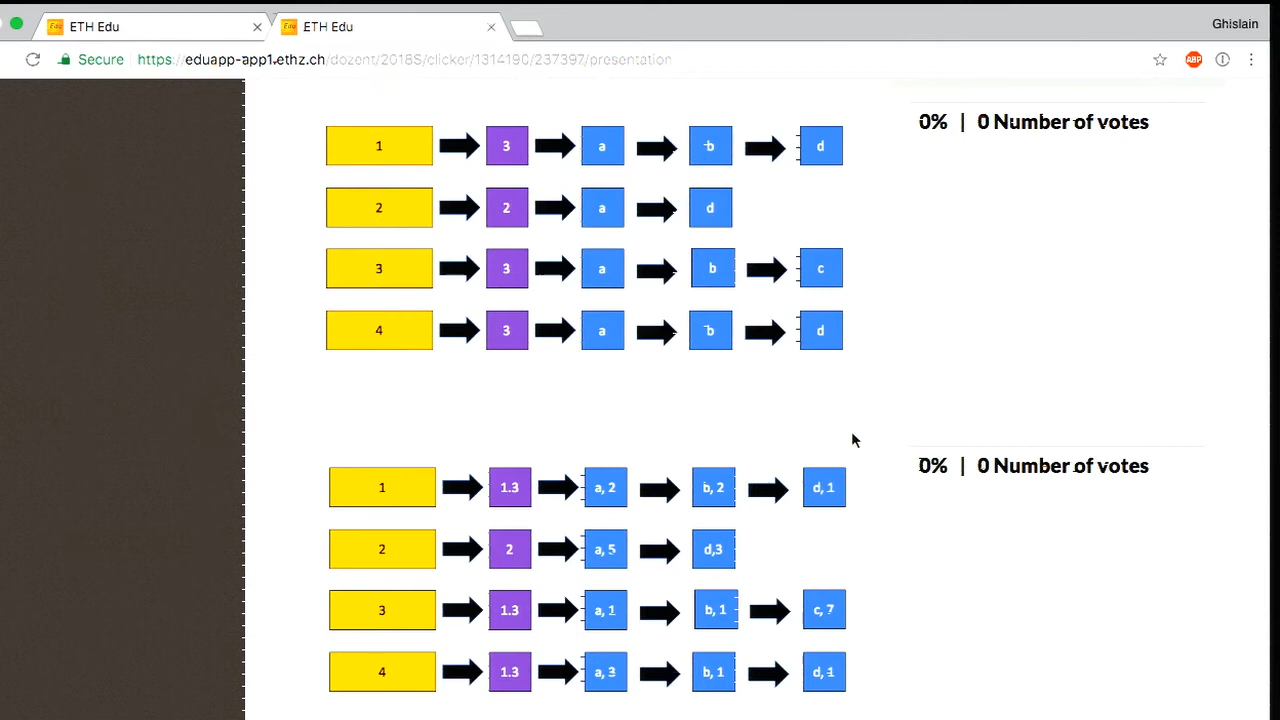 ETH Edu ETH Edu Ghislain
Secure https://eduapp-app1.ethz.ch/dozent/2018S/clicker/1314190/237397/presentation ABP
0% | 0 Number of votes
1 3 a b d
2 2 a d
3 3 a b c
4 3 a b d
0% | 0 Number of votes
1 1.3 a, 2 b, 2 d, 1
2 2 a, 5 d,3
3 1.3 a, 1 b, 1 c, 7
4 1.3 a, 3 b, 1 d, 1